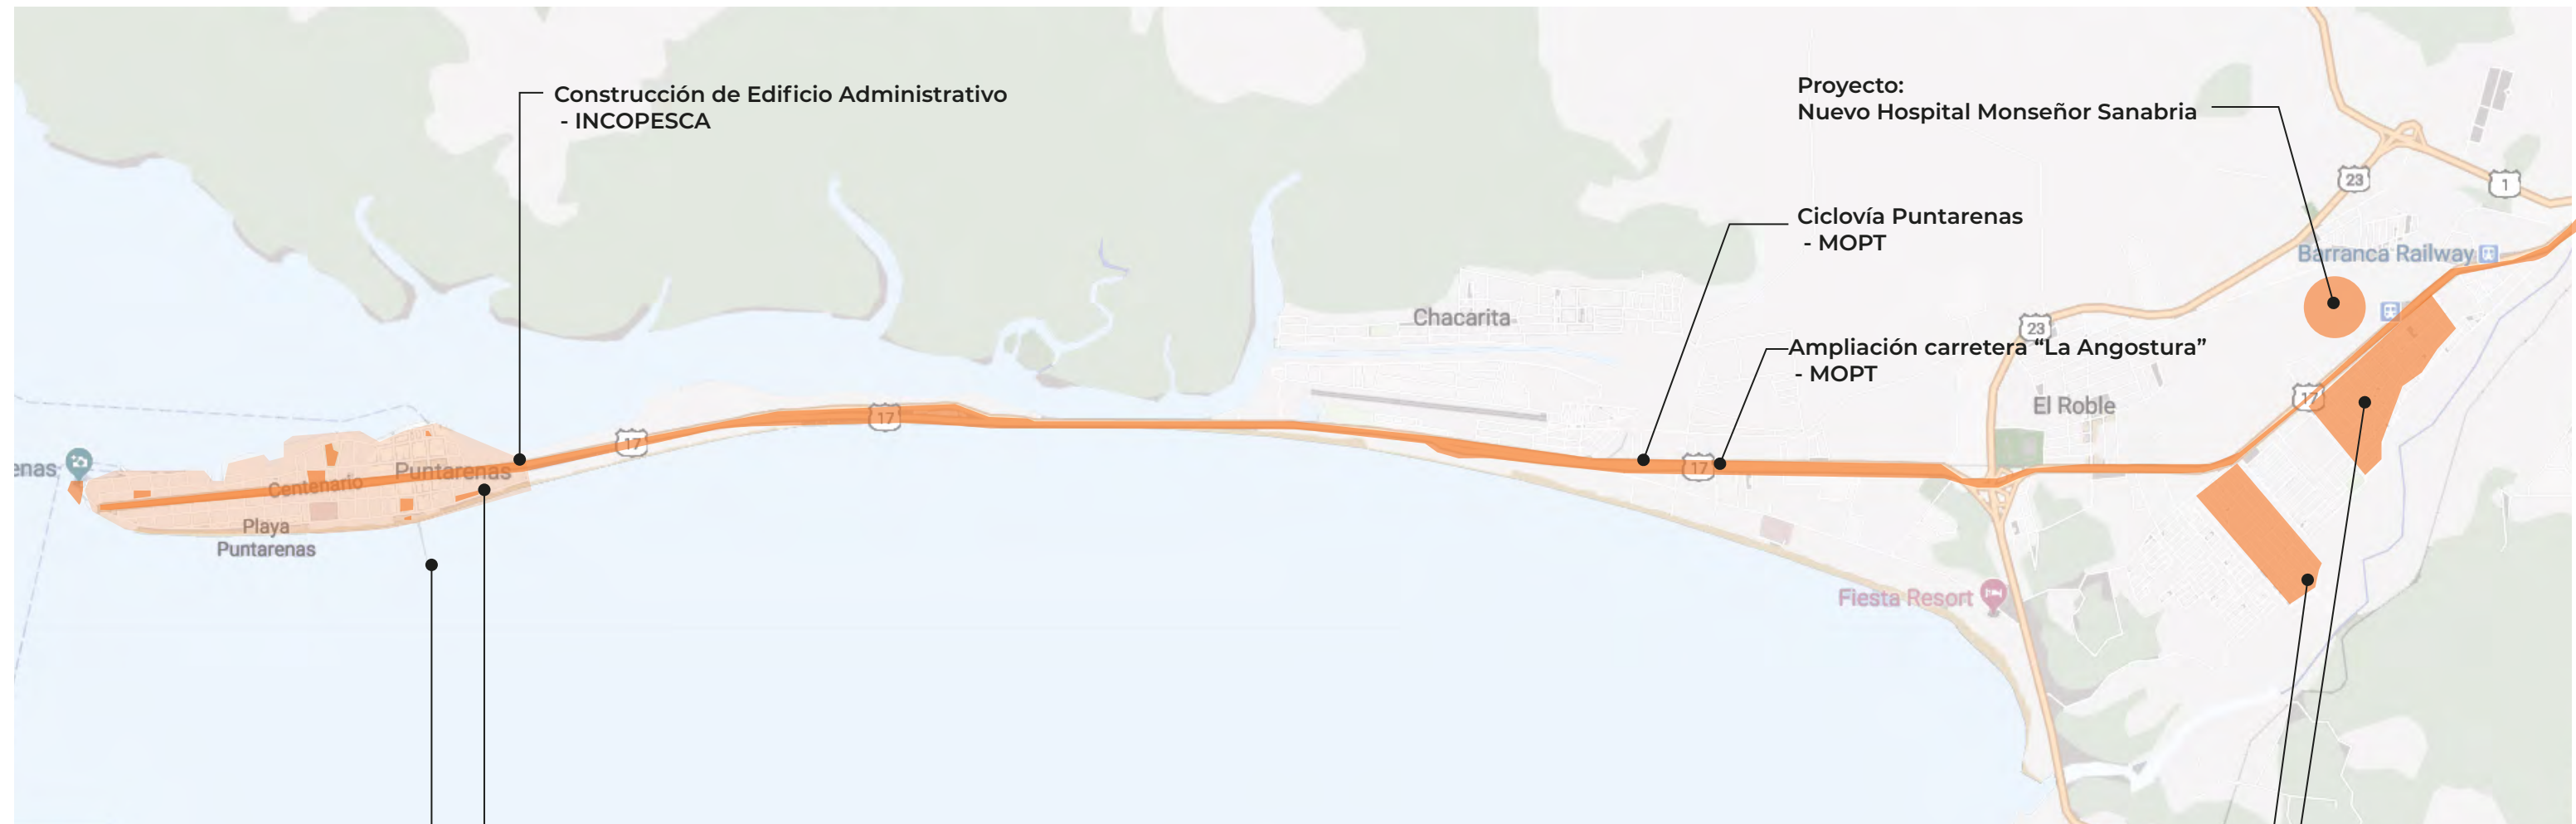 Construcción de Edificio Administrativo
- INCOPESCA
Proyecto:
Nuevo Hospital Monseñor Sanabria
23
1
Ciclovía Puntarenas
- MOPT
Barranca Railway
Chacarita
23
Ampliación carretera “La Angostura”
- MOPT
17
El Roble
17
17
17
enas
Puntarenas
Centenario
Playa
Puntarenas
Fiesta Resort